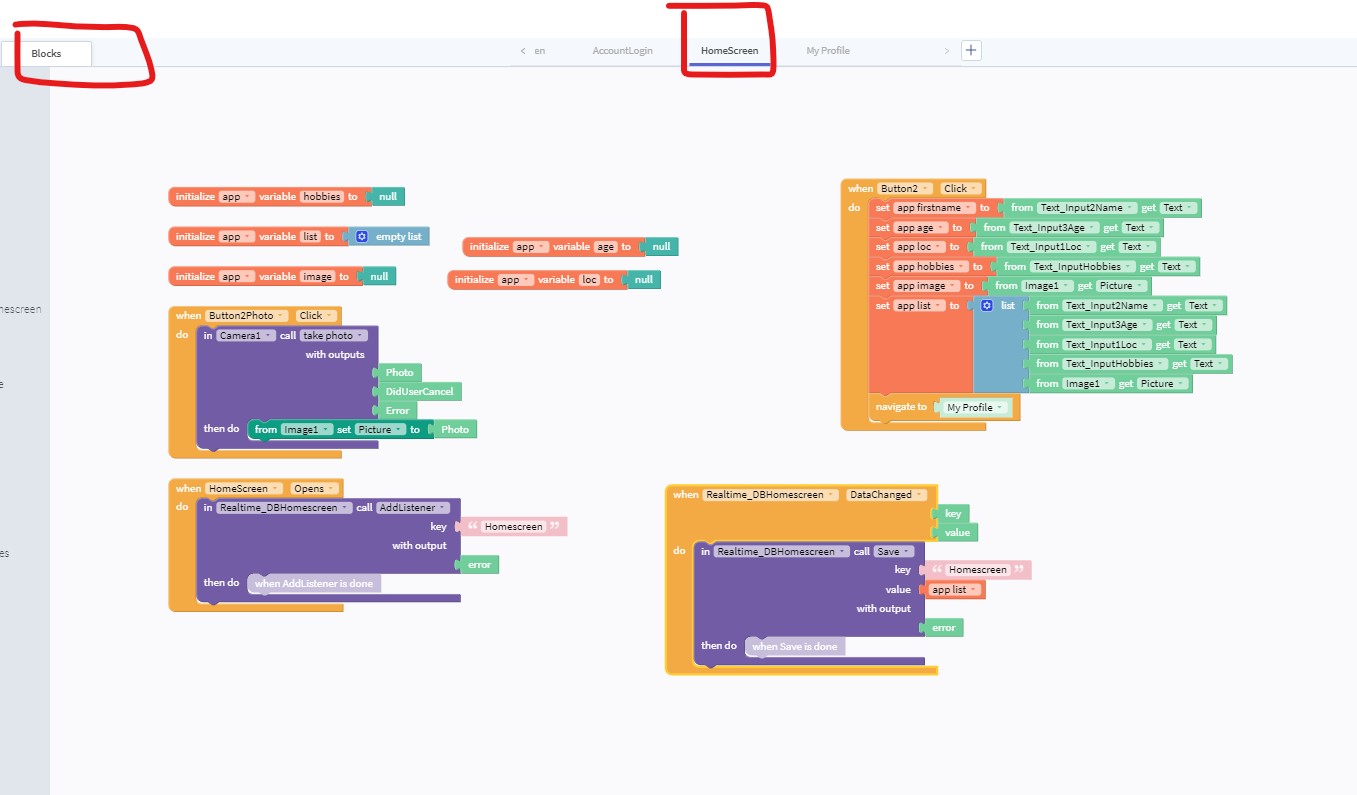 Blocks
en
AccountLogin
HomeScreen
My Profile
initialize app variable hobbies to null
initialize app variable list to empty list
initialize app variable age to null
initialize app variable image to null
initialize app variable loc to null
when Button2Photo Click
do in Camera1 call take photo
with outputs
Photo
DidUserCancel
Error
then do from Image1 set Picture to Photo
when HomeScreen Opens
do in Realtime_DBHomescreen call AddListener
key “ Homescreen ”
with output
error
then do when AddListener is done
when Button2 Click
do set app firstname to from Text_Input2Name get Text
set app age to from Text_Input3Age get Text
set app loc to from Text_Input1Loc get Text
set app hobbies to from Text_InputHobbies get Text
set app image to from Image1 get Picture
set app list to list from Text_Input2Name get Text
from Text_Input3Age get Text
from Text_Input1Loc get Text
from Text_InputHobbies get Text
from Image1 get Picture
navigate to My Profile
when Realtime_DBHomescreen DataChanged
key
value
do in Realtime_DBHomescreen call Save
key “ Homescreen ”
value app list
with output
error
then do when Save is done
nescreen
e
es